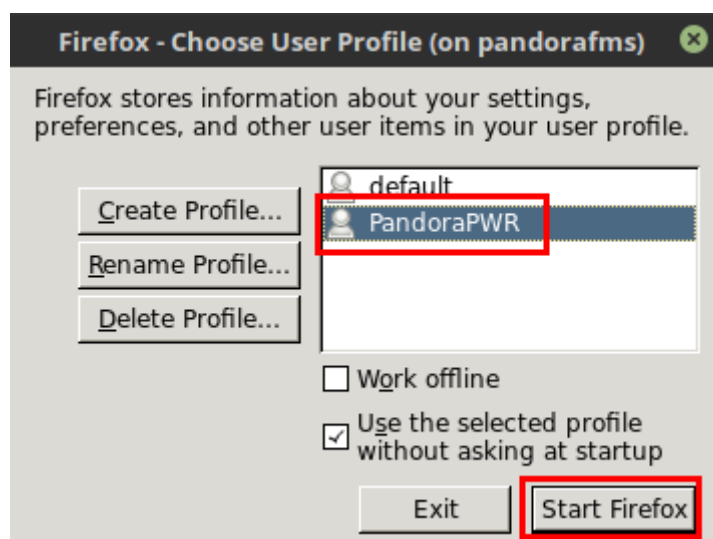 Firefox - Choose User Profile (on pandorafms)
Firefox stores information about your settings,
preferences, and other user items in your user profile.
Create Profile...
Rename Profile...
Delete Profile...
default
PandoraPWR
Work offline
Use the selected profile
without asking at startup
Exit
Start Firefox